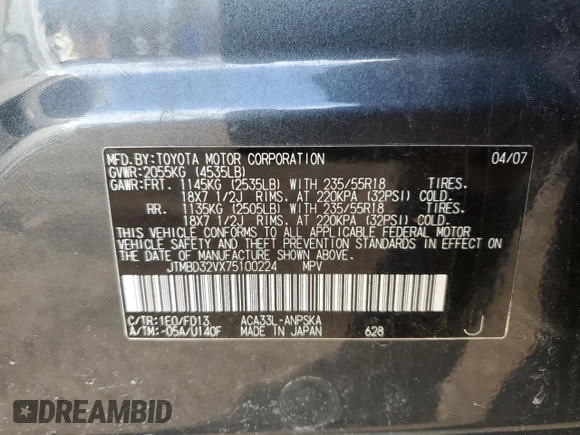 MFD.BY:TOYOTA MOTOR CORPORATION 04/07
GVWR:2055KG (4535LB)
GAWR:FRT. 1145KG (2535LB) WITH 235/55R18 TIRES.
18X7 1/2J RIMS. AT 220KPA (32PSI) COLD.
RR. 1135KG (2505LB) WITH 235/55R18 TIRES.
18X7 1/2J RIMS. AT 220KPA (32PSI) COLD.
THIS VEHICLE CONFORMS TO ALL APPLICABLE FEDERAL MOTOR
VEHICLE SAFETY AND THEFT PREVENTION STANDARDS IN EFFECT ON
THE DATE OF MANUFACTURE SHOWN ABOVE.
JTMBD32VX75100224 MPV
C/TR:1E0/FD13 ACA33L-ANPSKA
A/TM:-05A/U140F MADE IN JAPAN 628 J
DREAMBID